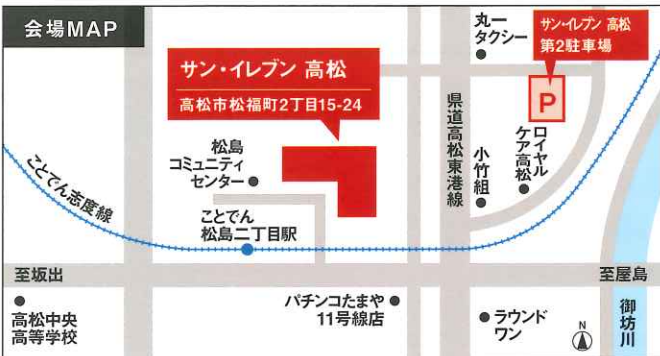 会場MAP
サン・イレブン 高松
高松市松福町2丁目15-24
丸一
タクシー
サン・イレブン 高松
第2駐車場
P
県道高松東港線
ロイヤル
ケア高松
小竹組
松島
コミュニティ
センター
ことでん志度線
ことでん
松島二丁目駅
至坂出
至屋島
高松中央
高等学校
パチンコたまや
11号線店
ラウンド
ワン
N
御坊川